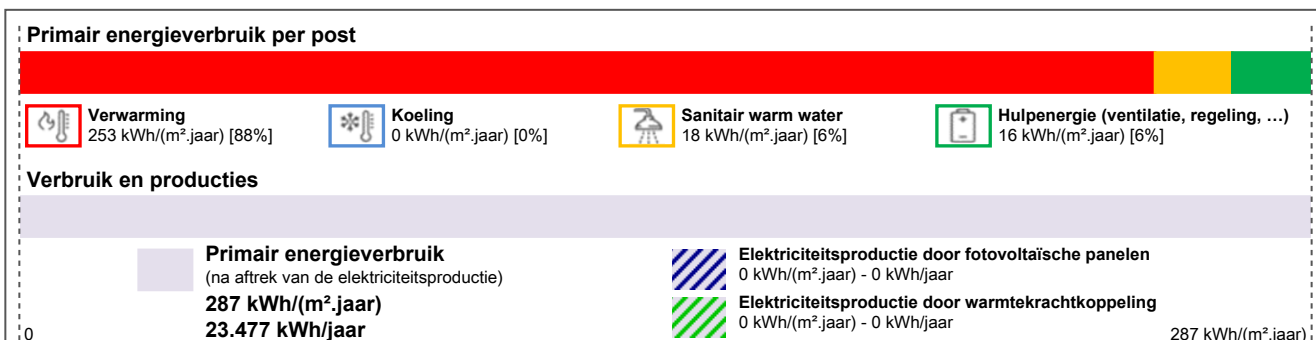 Primair energieverbruik per post
Verwarming
253 kWh/(m².jaar) [88%]
Koeling
0 kWh/(m².jaar) [0%]
Sanitair warm water
18 kWh/(m².jaar) [6%]
Hulpenergie (ventilatie, regeling, …)
16 kWh/(m².jaar) [6%]
Verbruik en producties
Primair energieverbruik
(na aftrek van de elektriciteitsproductie)
287 kWh/(m².jaar)
23.477 kWh/jaar
Elektriciteitsproductie door fotovoltaïsche panelen
0 kWh/(m².jaar) - 0 kWh/jaar
Elektriciteitsproductie door warmtekrachtkoppeling
0 kWh/(m².jaar) - 0 kWh/jaar
0
287 kWh/(m².jaar)